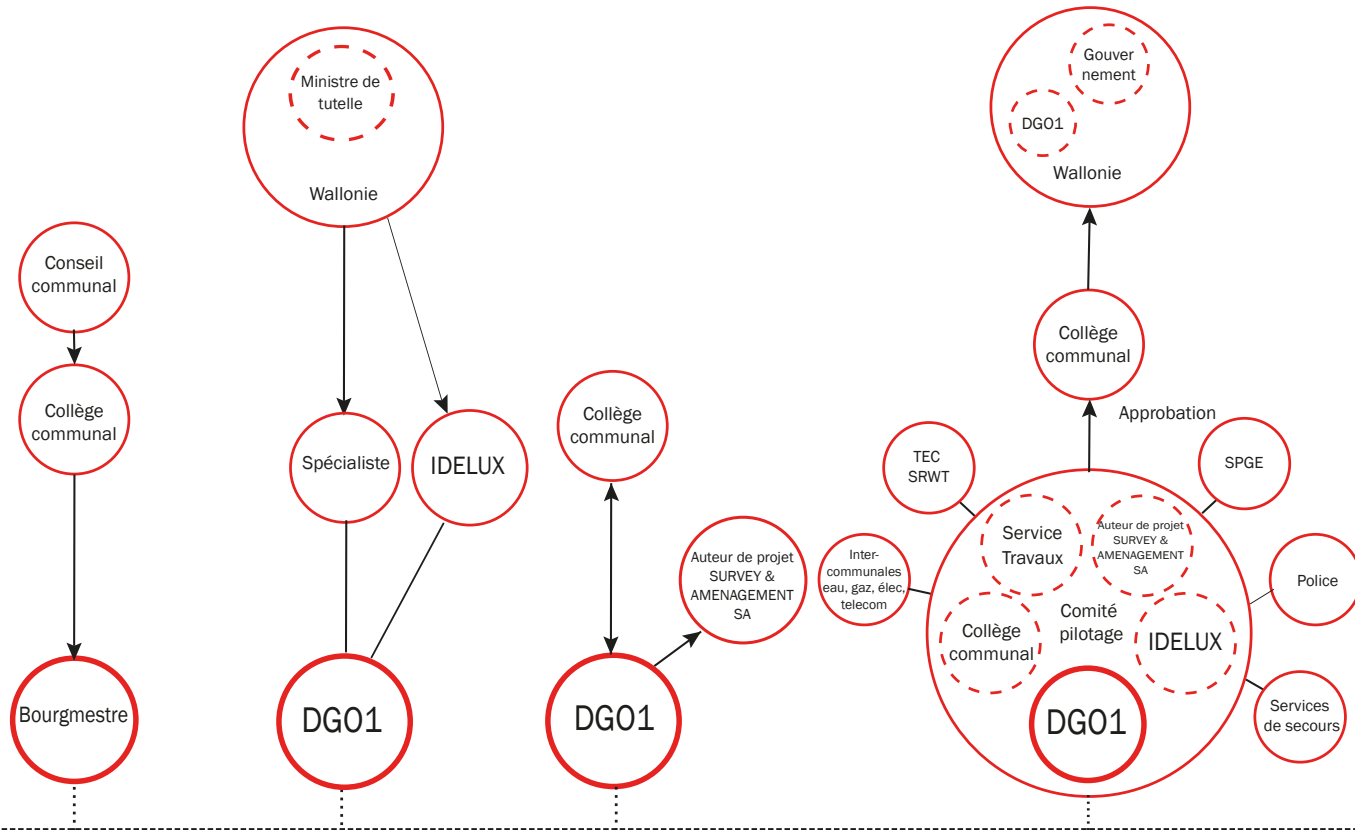 Conseil
communal
Collège
communal
Bourgmestre
Ministre de
tutelle
Wallonie
Spécialiste
IDELUX
DGO1
Collège
communal
Auteur de projet
SURVEY &
AMENAGEMENT
SA
DGO1
Gouver
nement
DGO1
Wallonie
Collège
communal
Approbation
TEC
SRWT
SPGE
Inter-
communales
eau, gaz, élec,
telecom
Police
Services
de secours
Service
Travaux
Auteur de projet
SURVEY &
AMENAGEMENT
SA
Collège
communal
Comité
pilotage
IDELUX
DGO1